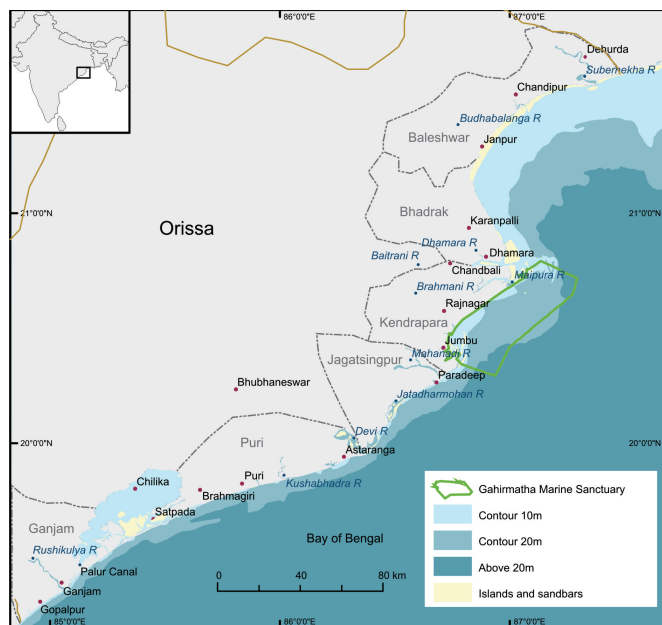 86°0'0"E
87°0'0"E
Dehurda
Subernekha R
Chandipur
Budhabalanga R
Baleshwar
Janpur
Bhadrak
21°0'0"N
21°0'0"N
Orissa
Karanpalli
Dhamara R
Dhamara
Baitrani R
Chandbali
Maipura R
Brahmani R
Rajnagar
Kendrapara
Jumbu
Mahanadi R
Jagatsingpur
Paradeep
Bhubhaneswar
Jatadharmohan R
Puri
Devi R
20°0'0"N
20°0'0"N
Astaranga
Chilika
Puri
Kushabhadra R
Brahmagiri
Satpada
Ganjam
Rushikulya R
Palur Canal
Ganjam
Gopalpur
Bay of Bengal
0 40 80 km
Gahirmatha Marine Sanctuary
Contour 10m
Contour 20m
Above 20m
Islands and sandbars
85°0'0"E
86°0'0"E
87°0'0"E